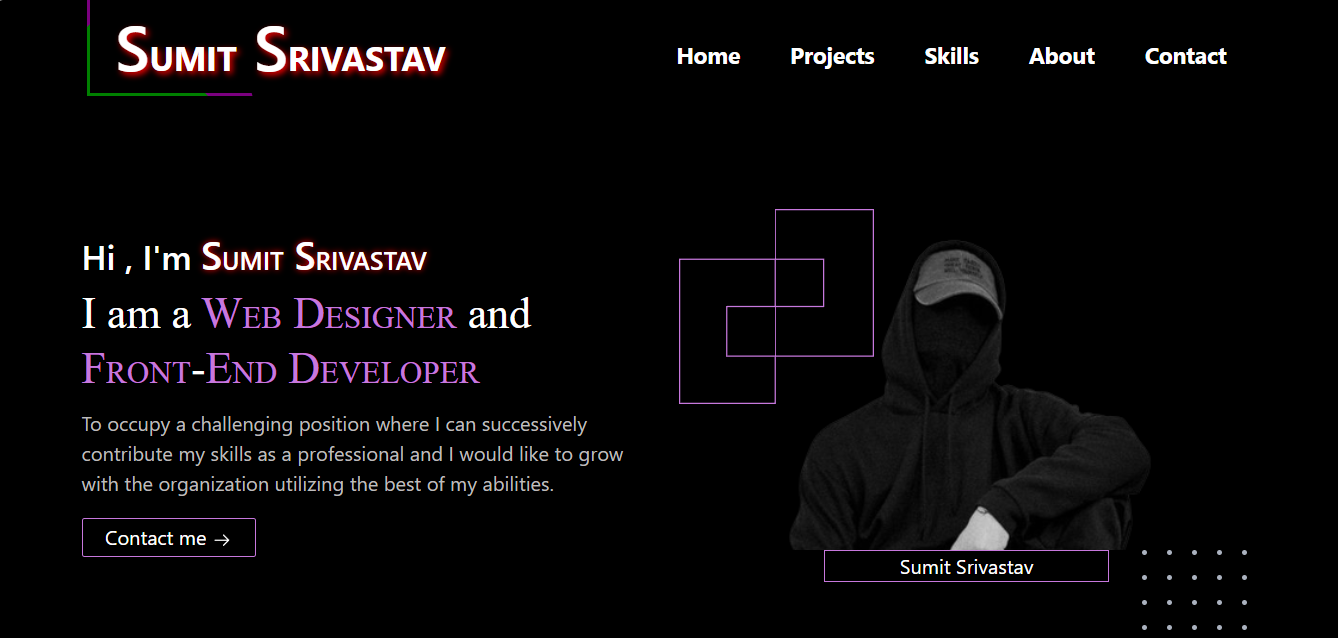 Sumit Srivastav
Home Projects Skills About Contact
Hi , I'm Sumit Srivastav
I am a Web Designer and
Front-End Developer
To occupy a challenging position where I can successively
contribute my skills as a professional and I would like to grow
with the organization utilizing the best of my abilities.
Contact me →
Sumit Srivastav